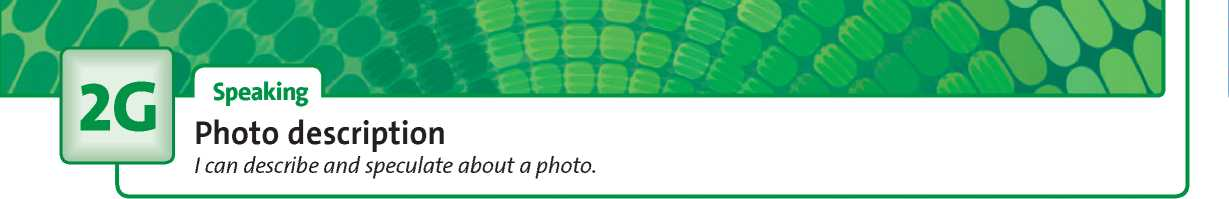 2G
Speaking
Photo description
I can describe and speculate about a photo.